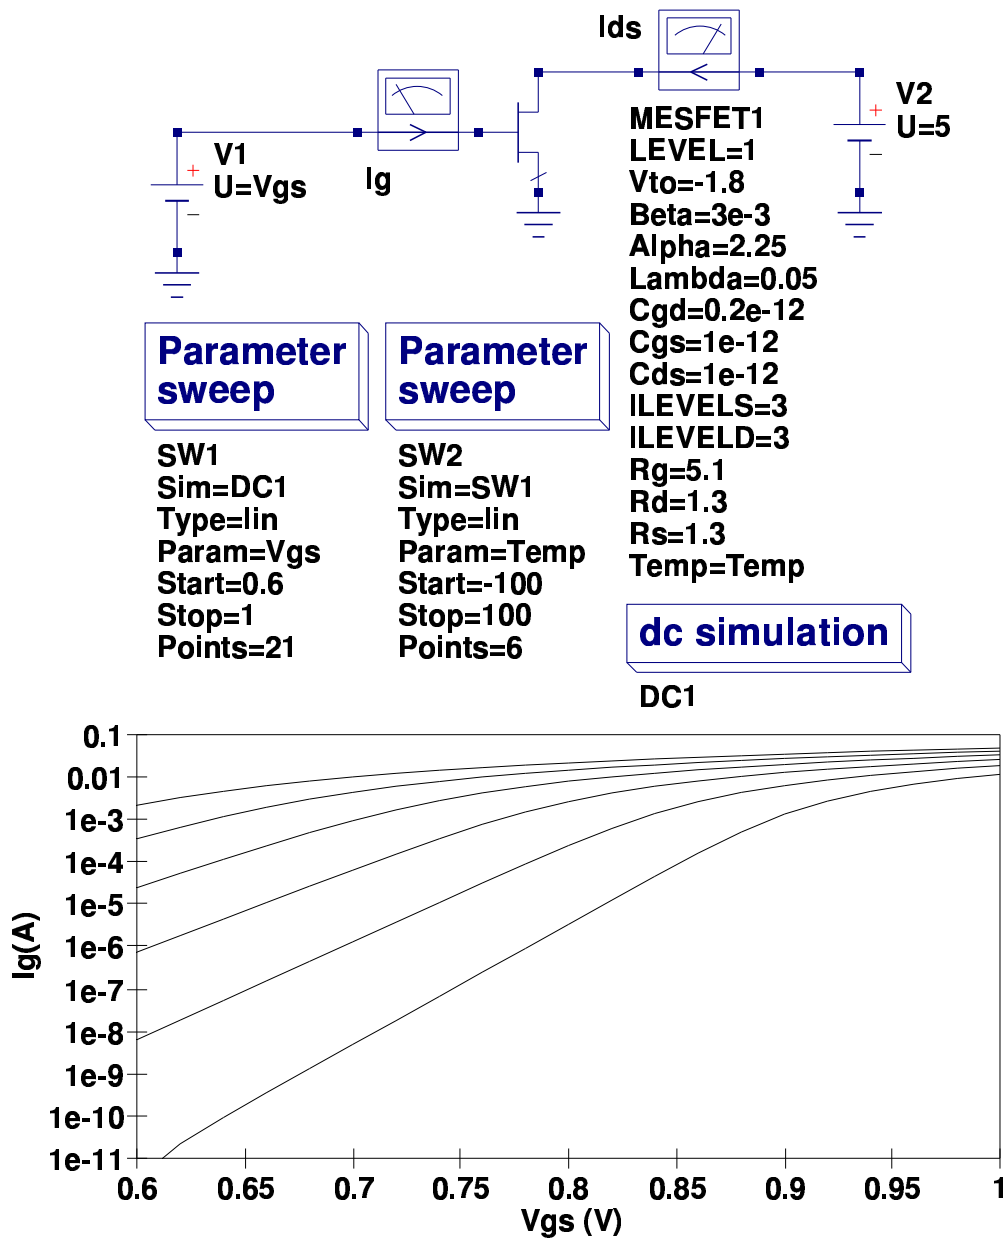 Ids
V2
U=5
V1
U=Vgs
Ig
MESFET1
LEVEL=1
Vto=-1.8
Beta=3e-3
Alpha=2.25
Lambda=0.05
Cgd=0.2e-12
Cgs=1e-12
Cds=1e-12
ILEVELS=3
ILEVELD=3
Rg=5.1
Rd=1.3
Rs=1.3
Temp=Temp
Parameter
sweep
SW1
Sim=DC1
Type=lin
Param=Vgs
Start=0.6
Stop=1
Points=21
Parameter
sweep
SW2
Sim=SW1
Type=lin
Param=Temp
Start=-100
Stop=100
Points=6
dc simulation
DC1
0.1
0.01
1e-3
1e-4
1e-5
1e-6
1e-7
1e-8
1e-9
1e-10
1e-11
Ig(A)
0.6 0.65 0.7 0.75 0.8 0.85 0.9 0.95 1
Vgs (V)